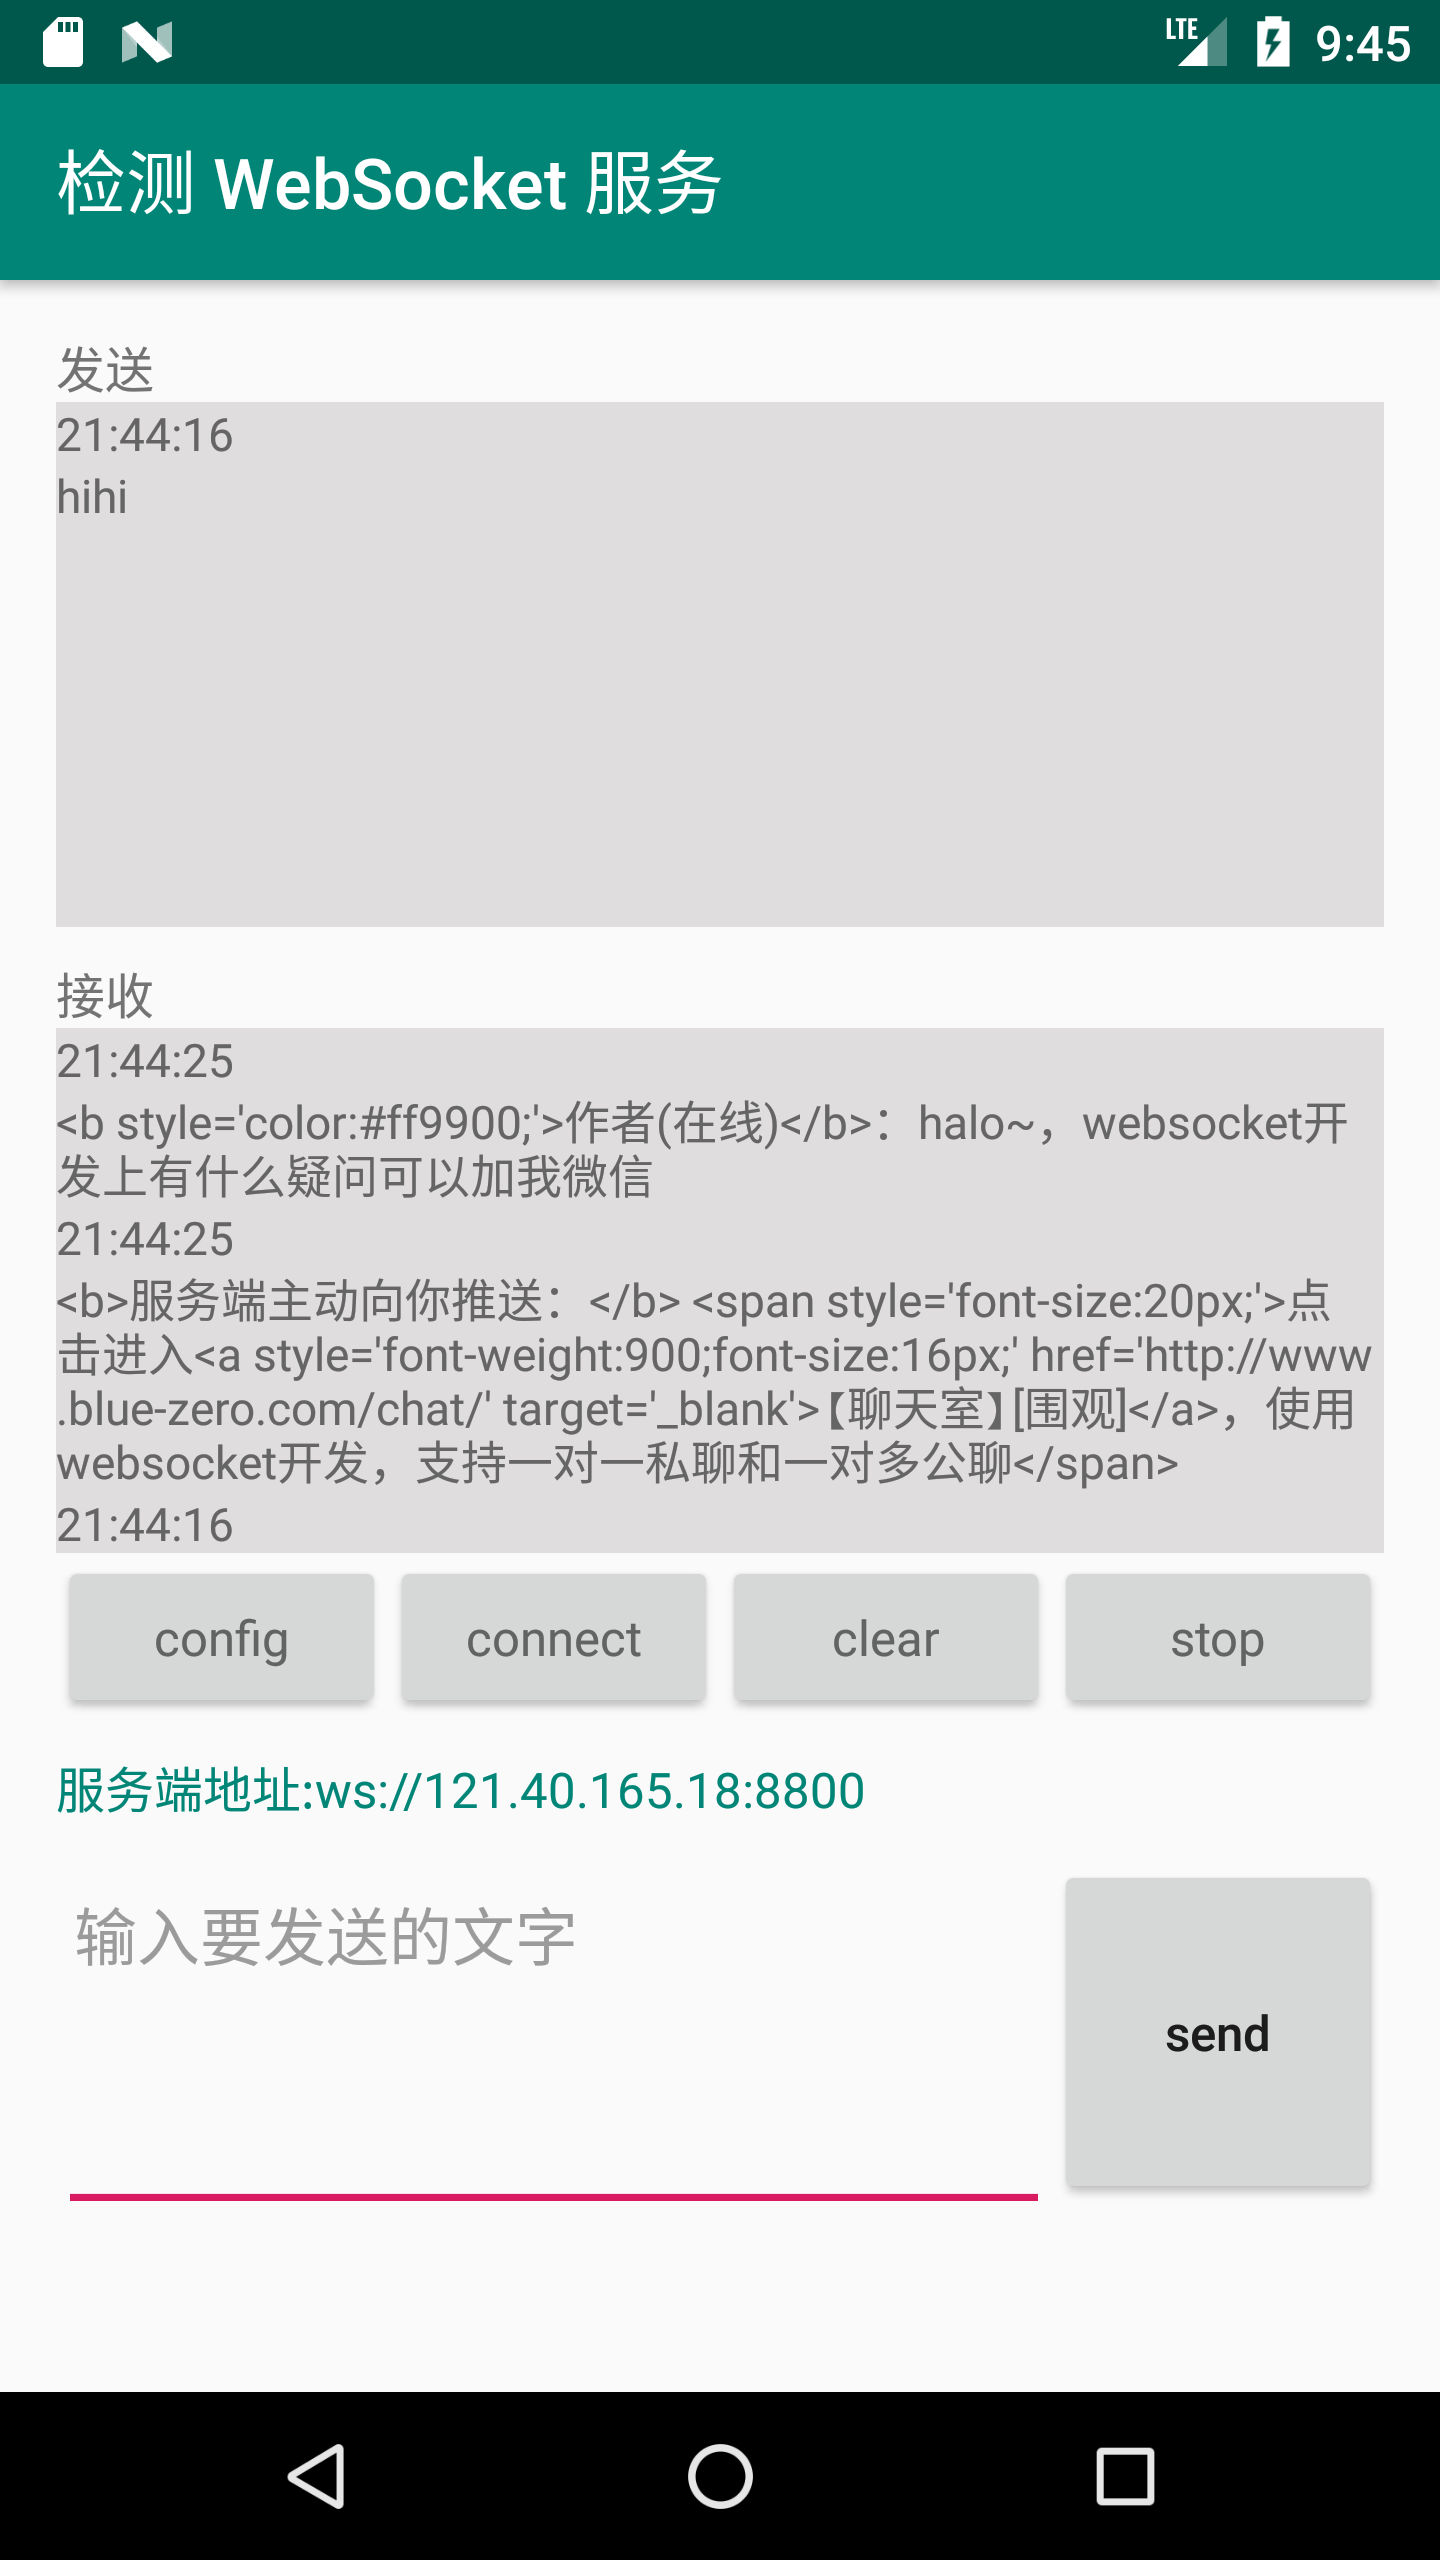 LTE 9:45
检测 WebSocket 服务
发送
21:44:16
hihi
接收
21:44:25
<b style='color:#ff9900;'>作者(在线)</b>：halo~，websocket开
发上有什么疑问可以加我微信
21:44:25
<b>服务端主动向你推送：</b> <span style='font-size:20px;'>点
击进入<a style='font-weight:900;font-size:16px;' href='http://www
.blue-zero.com/chat/' target='_blank'>【聊天室】[围观]</a>，使用
websocket开发，支持一对一私聊和一对多公聊</span>
21:44:16
config connect clear stop
服务端地址:ws://121.40.165.18:8800
输入要发送的文字
send